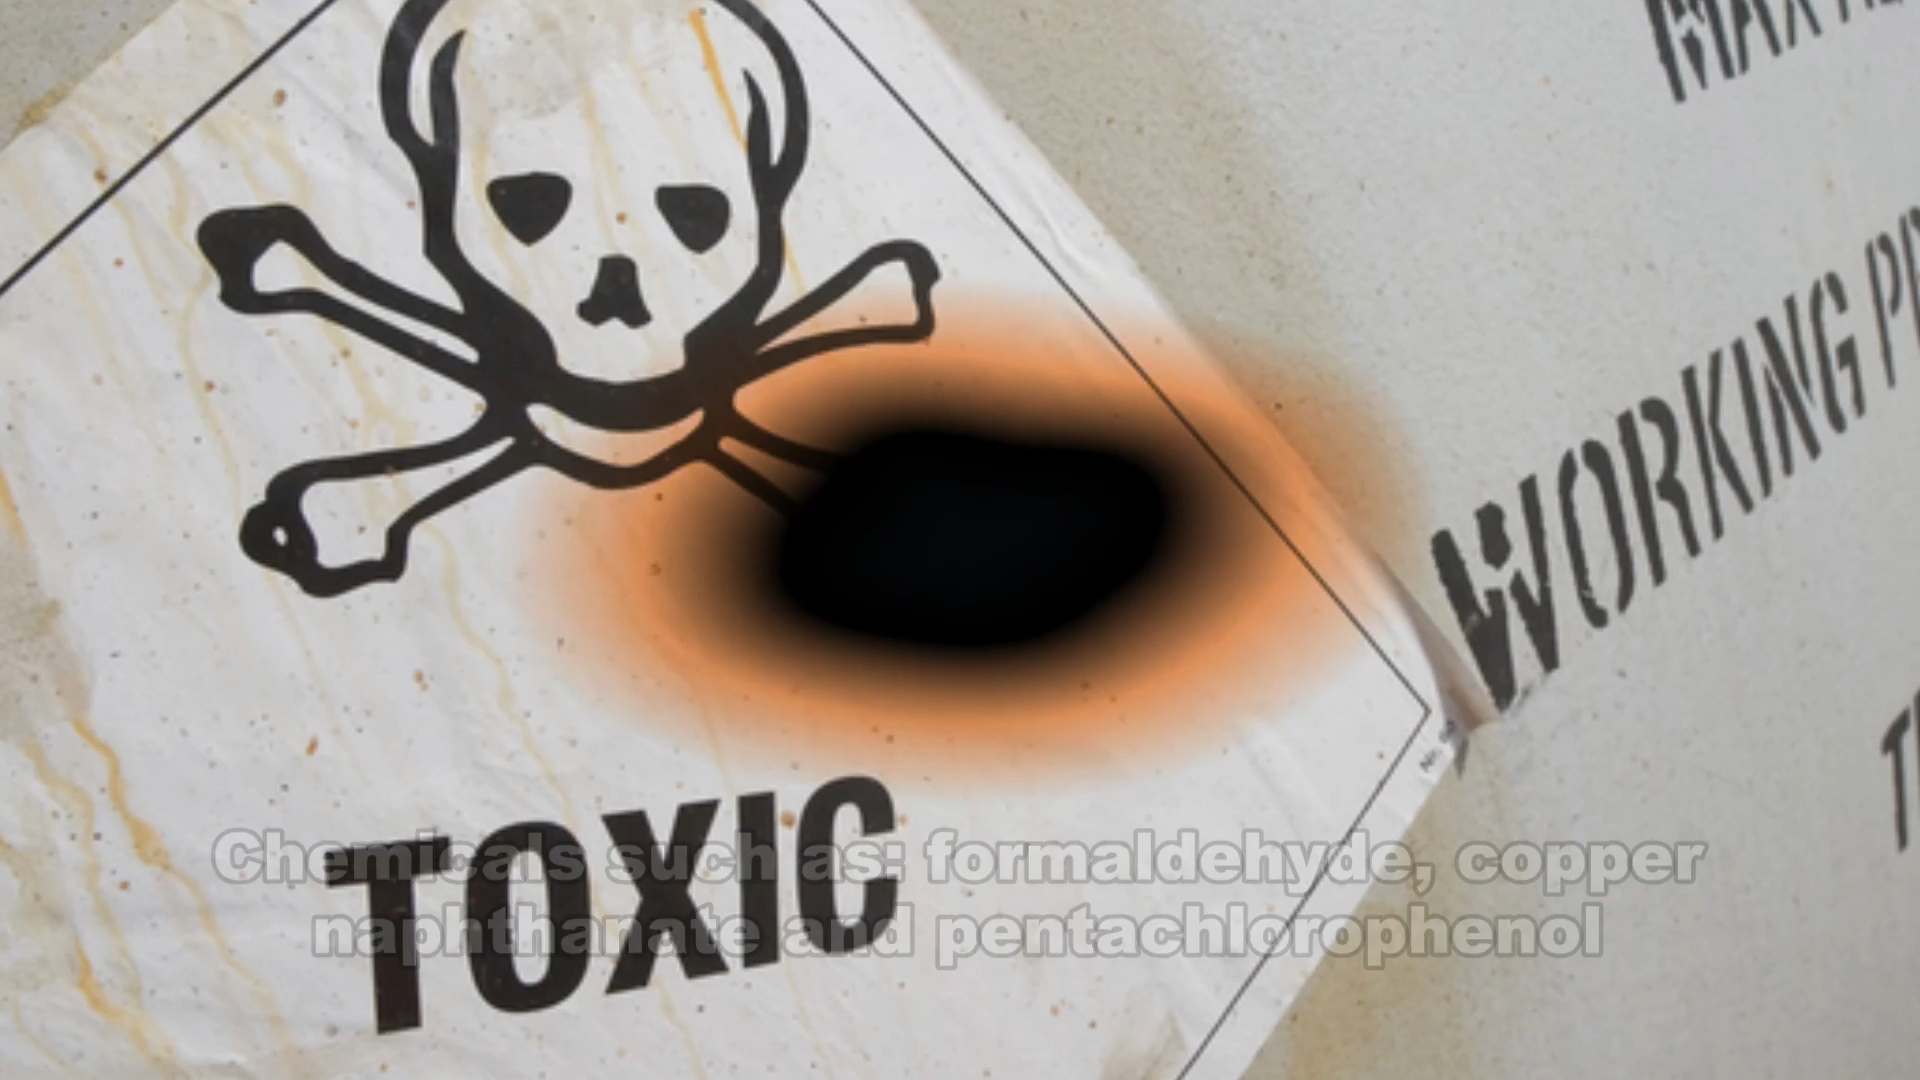 WORKING
TOXIC
Chemicals such as: formaldehyde, copper
naphthanate and pentachlorophenol